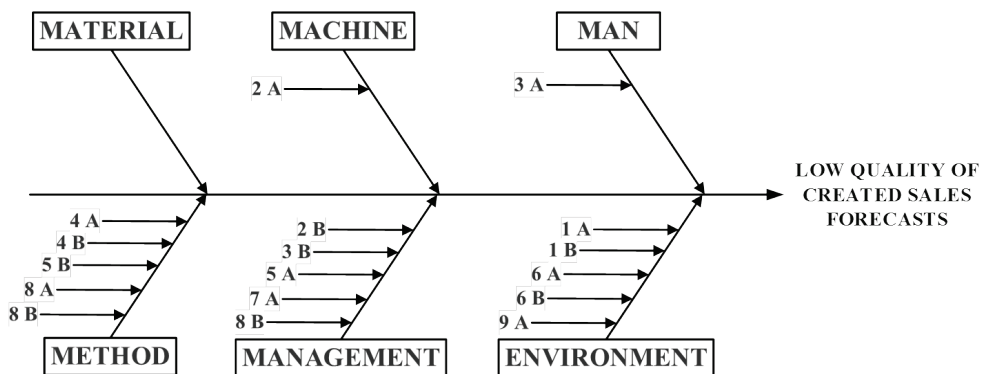 MATERIAL
MACHINE
MAN
2 A
3 A
LOW QUALITY OF
CREATED SALES
FORECASTS
4 A
4 B
5 B
8 A
8 B
2 B
3 B
5 A
7 A
8 B
1 A
1 B
6 A
6 B
9 A
METHOD
MANAGEMENT
ENVIRONMENT